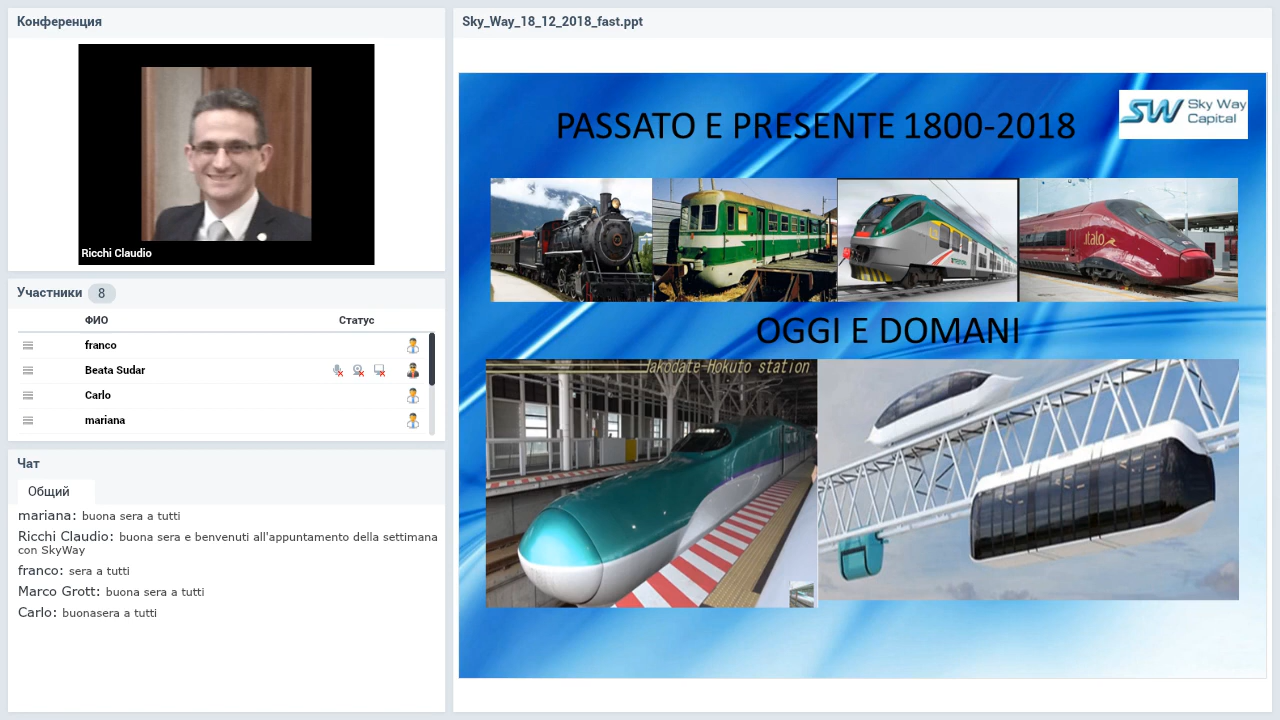 Конференция
Ricchi Claudio
Участники 8
ФИО Статус
franco
Beata Sudar
Carlo
mariana
Чат
Общий
mariana: buona sera a tutti
Ricchi Claudio: buona sera e benvenuti all'appuntamento della settimana
con SkyWay
franco: sera a tutti
Marco Grott: buona sera a tutti
Carlo: buonasera a tutti
Sky_Way_18_12_2018_fast.ppt
PASSATO E PRESENTE 1800-2018
SW Sky Way
Capital
italo
OGGI E DOMANI
Hakodate-Hokuto station